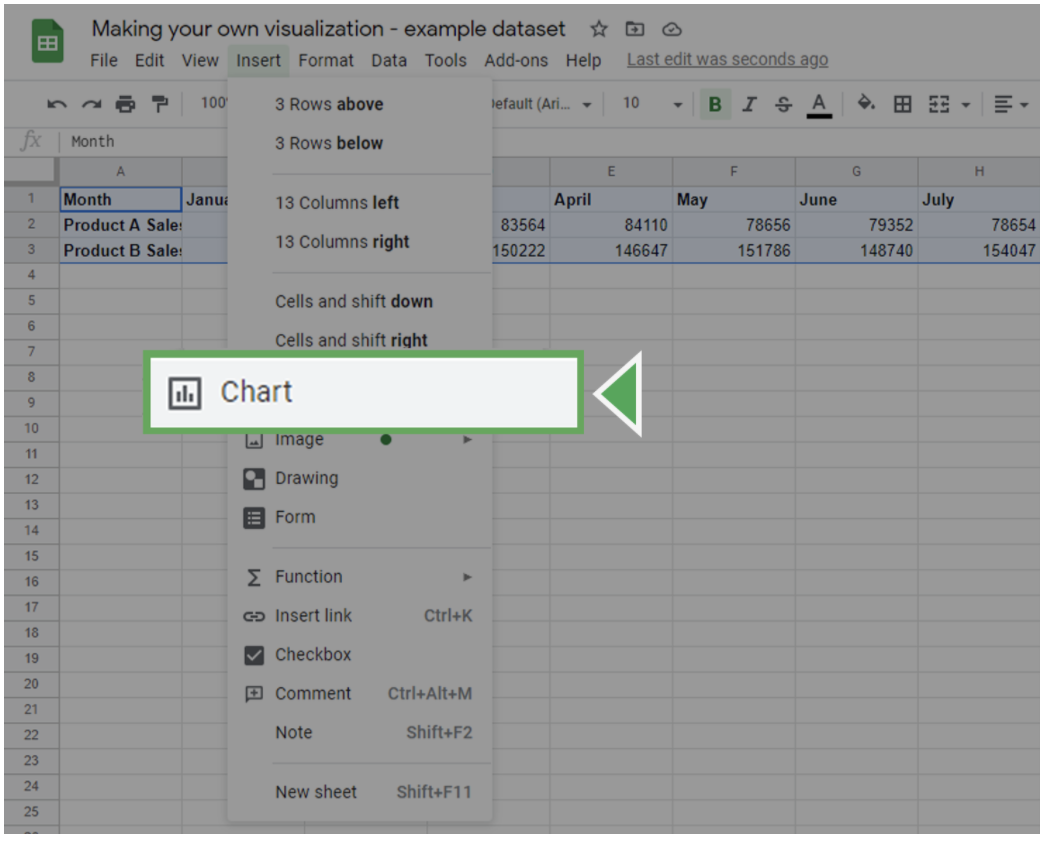 Making your own visualization - example dataset
File Edit View Insert Format Data Tools Add-ons Help Last edit was seconds ago
100 Default (Ari... 10 B I S A
fx Month
A E F G H
1 Month April May June July
2 Product A 83564 84110 78656 79352 78654
3 Product B 150222 146647 151786 148740 154047
4
5
6
7
8
9
10
11
12
13
14
15
16
17
18
19
20
21
22
23
24
25
3 Rows above
3 Rows below
13 Columns left
13 Columns right
Cells and shift down
Cells and shift right
Chart
Image
Drawing
Form
Function
Insert link Ctrl+K
Checkbox
Comment Ctrl+Alt+M
Note Shift+F2
New sheet Shift+F11